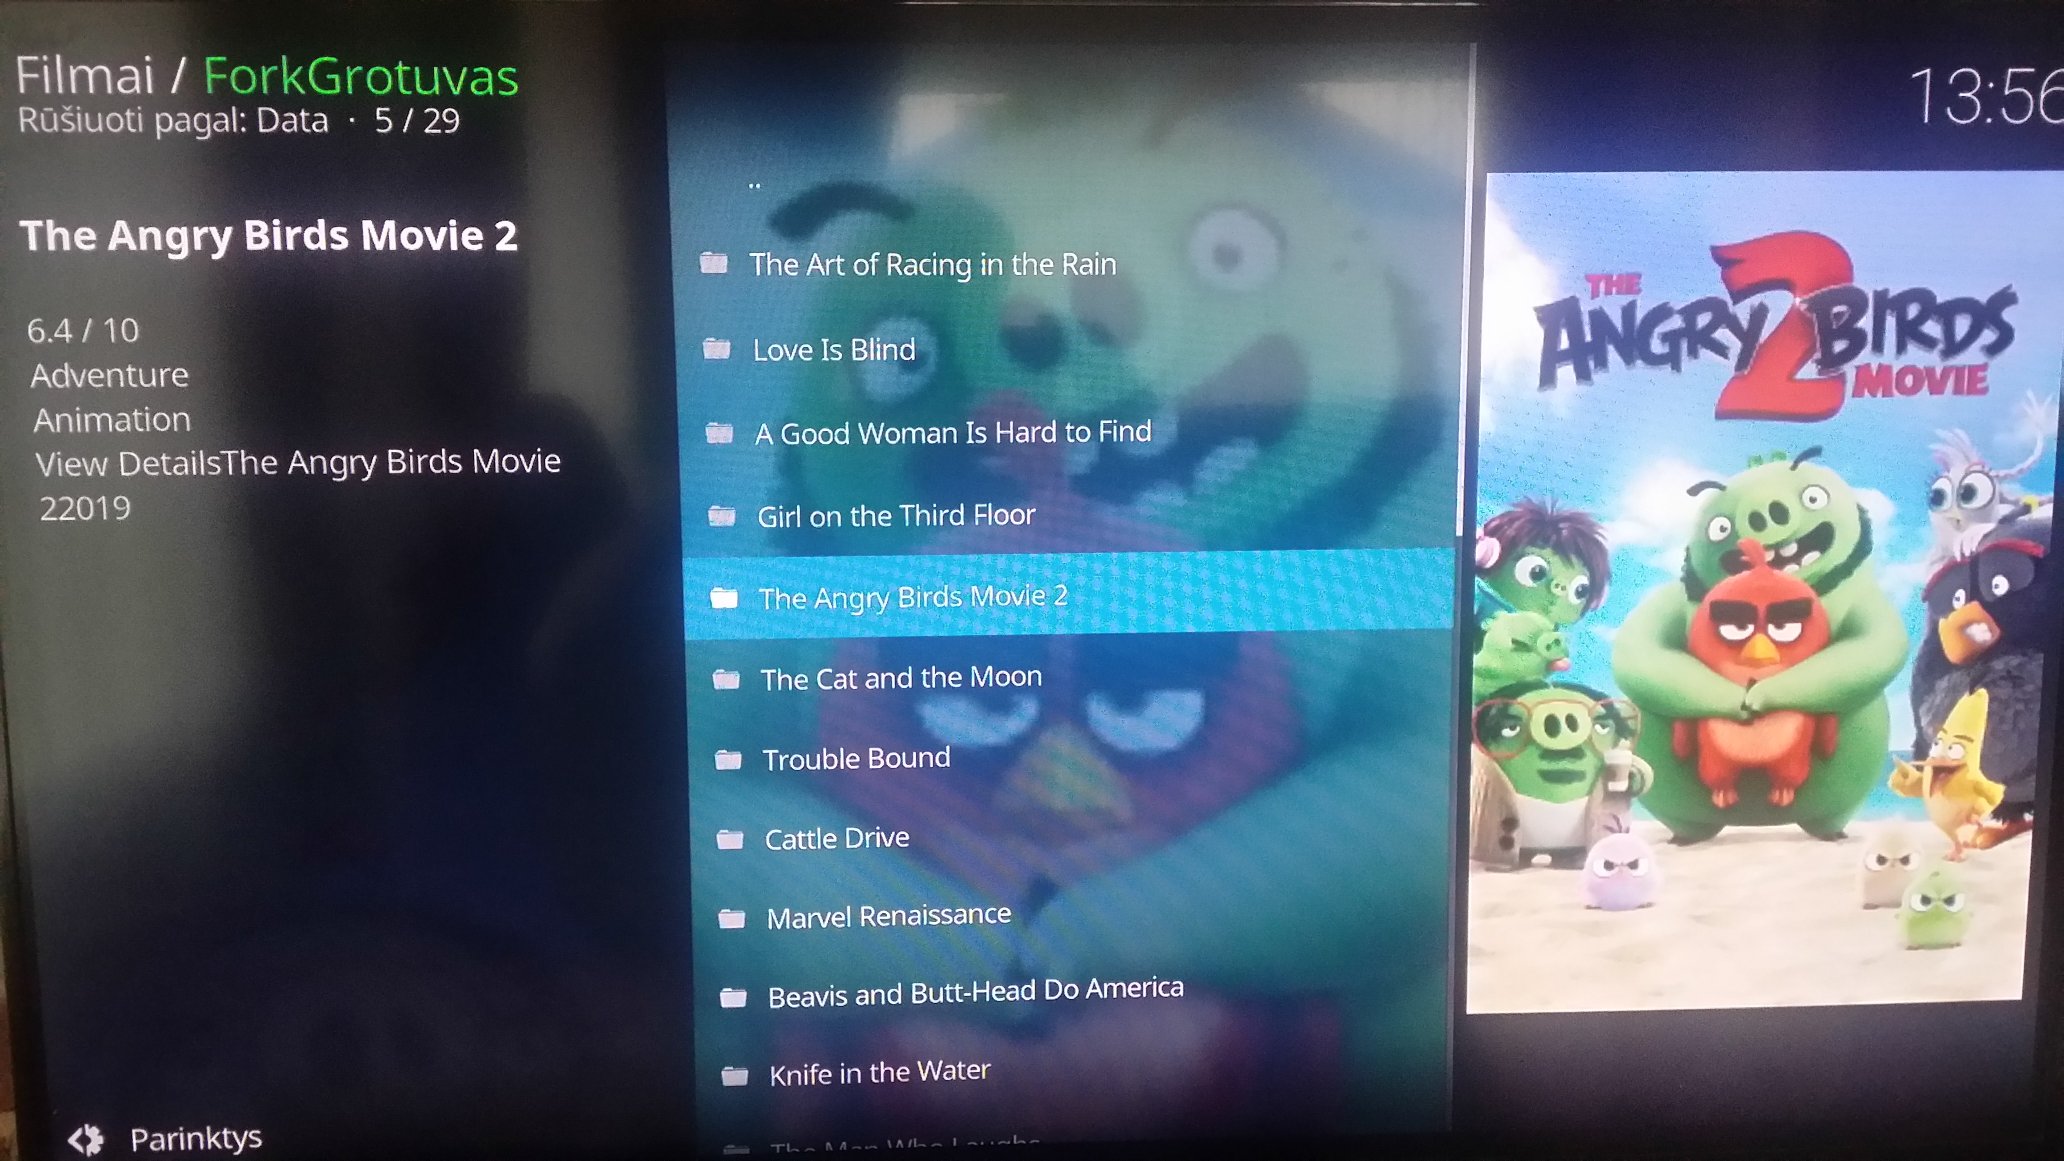 Filmai / ForkGrotuvas
Rūšiuoti pagal: Data · 5 / 29
13:56
The Angry Birds Movie 2
6.4 / 10
Adventure
Animation
View DetailsThe Angry Birds Movie
22019
..
The Art of Racing in the Rain
Love Is Blind
A Good Woman Is Hard to Find
Girl on the Third Floor
The Angry Birds Movie 2
The Cat and the Moon
Trouble Bound
Cattle Drive
Marvel Renaissance
Beavis and Butt-Head Do America
Knife in the Water
The Man Who Laughs
THE
ANGRY 2 BIRDS
MOVIE
Parinktys